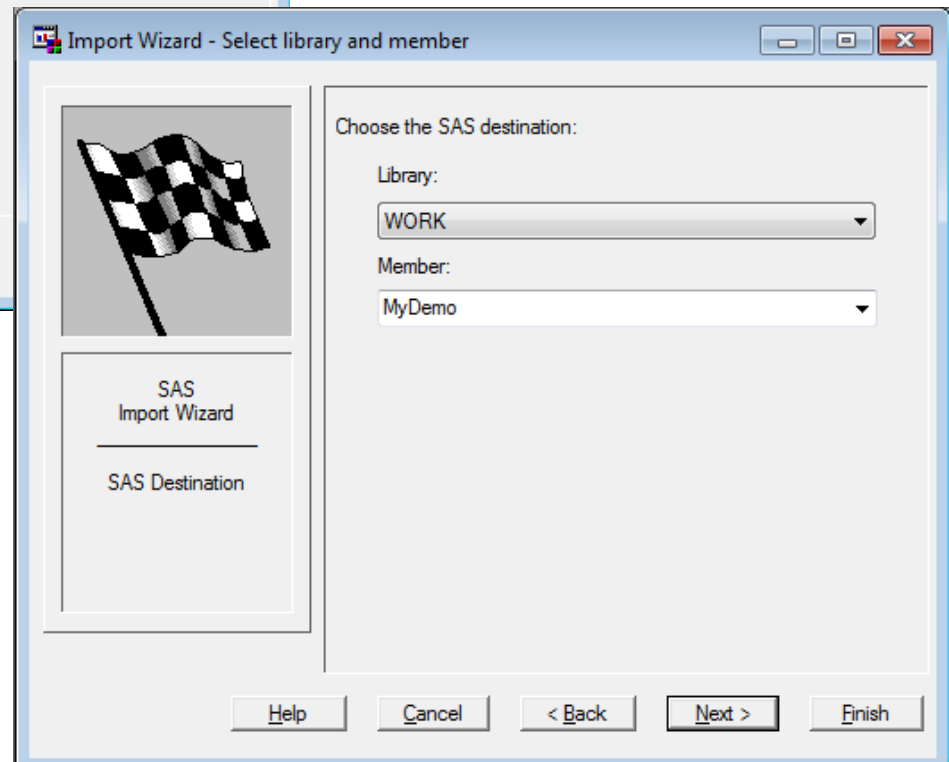 Import Wizard - Select library and member
Choose the SAS destination:
Library:
WORK
Member:
MyDemo
SAS
Import Wizard
SAS Destination
Help
Cancel
< Back
Next >
Finish